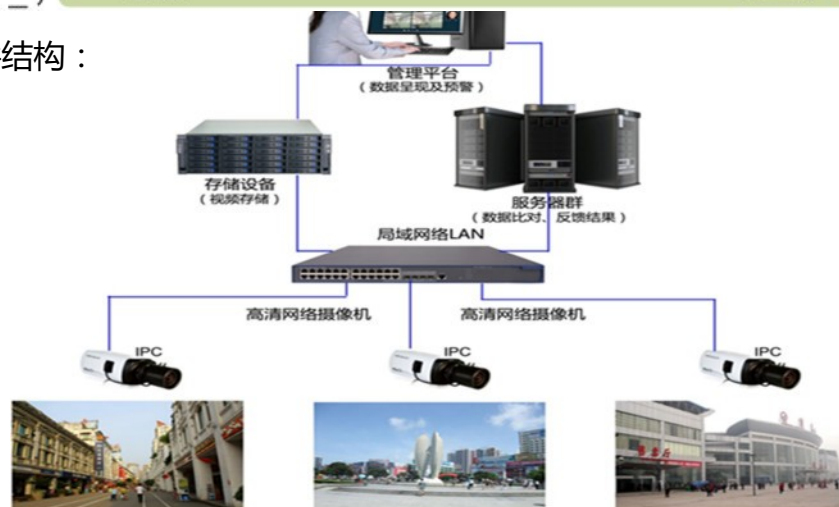 结构：
管理平台
（数据呈现及预警）
存储设备
（视频存储）
服务器群
（数据比对、反馈结果）
局域网络LAN
高清网络摄像机
高清网络摄像机
IPC
IPC
IPC